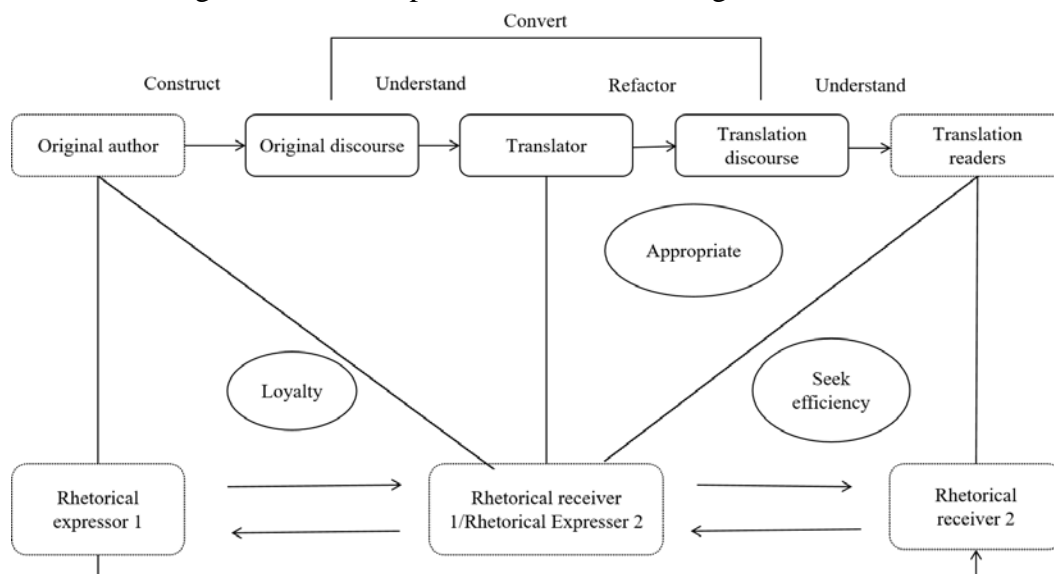 Convert
Construct
Understand
Refactor
Understand
Original author
Original discourse
Translator
Translation
discourse
Translation
readers
Appropriate
Loyalty
Seek
efficiency
Rhetorical
expressor 1
Rhetorical receiver
1/Rhetorical Expresser 2
Rhetorical
receiver 2